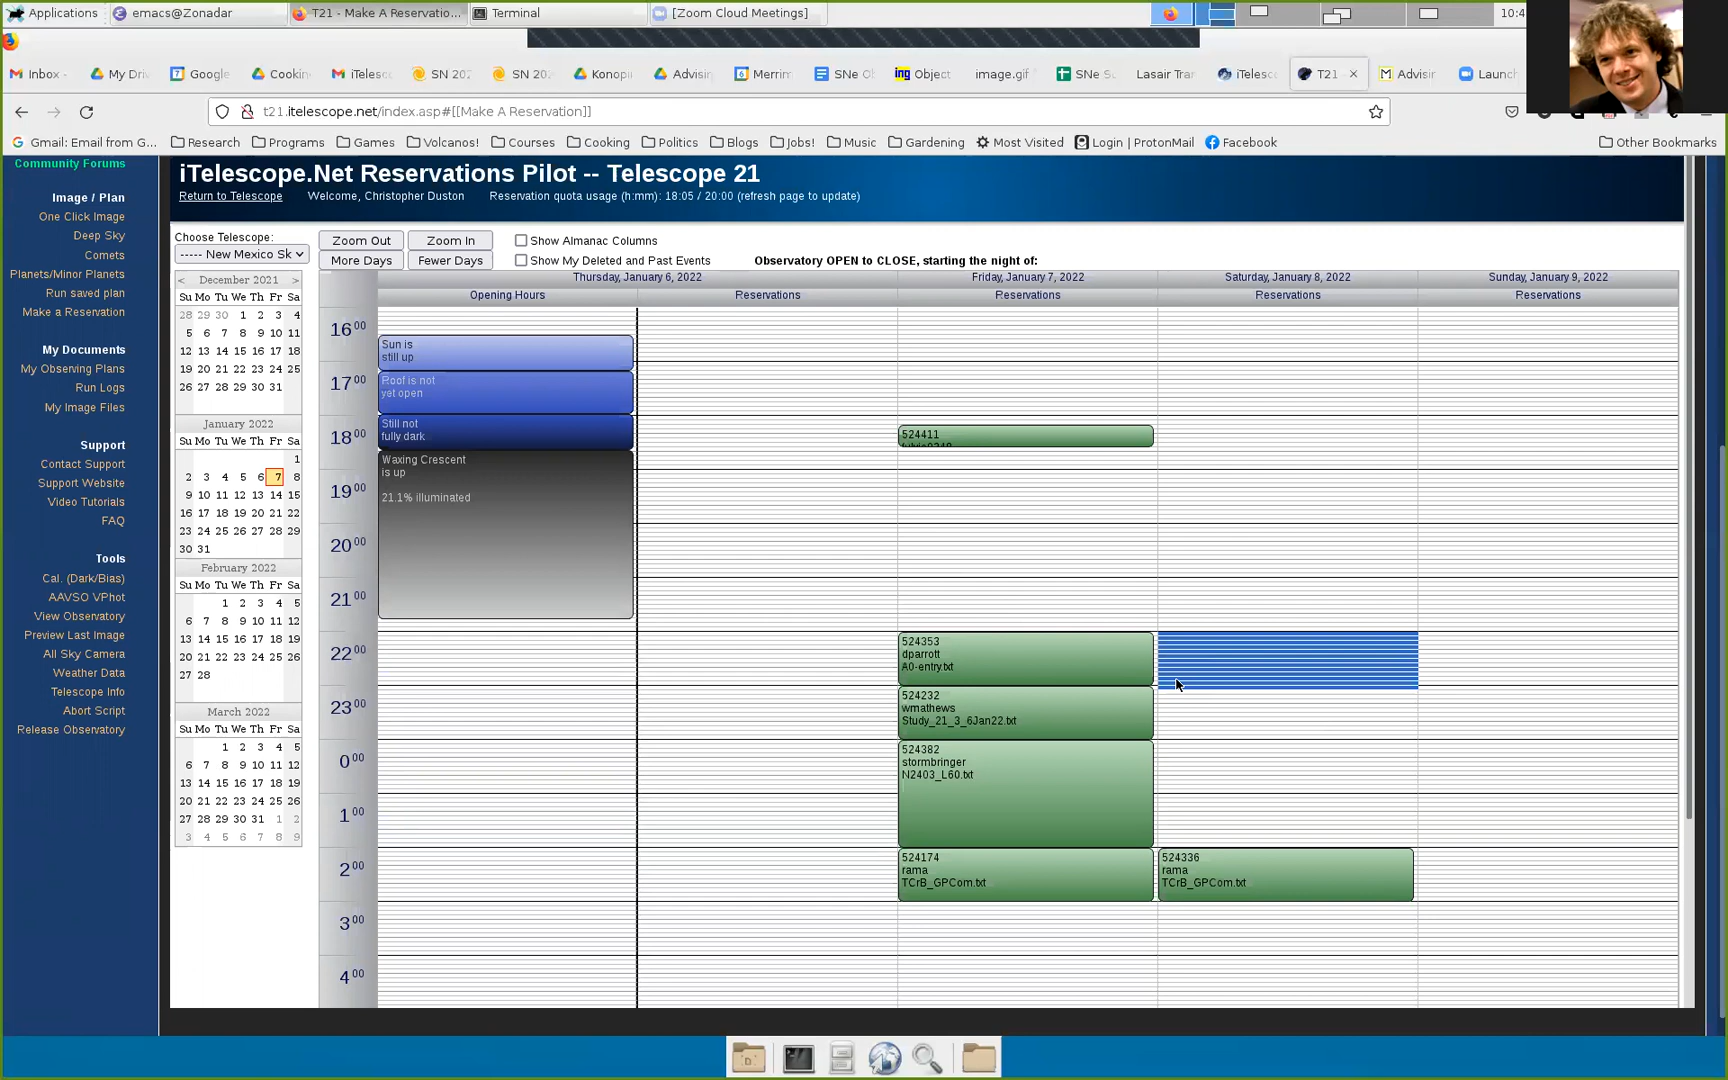 Applications
emacs@Zonadar
T21 - Make A Reservatio...
Terminal
[Zoom Cloud Meetings]
10:4
Inbox -
My Dri
Google
Cookin
iTelesc
SN 202
SN 202
Konop
Advisin
Merrim
SNe O
Object
image.gif
SNe S
Lasair Tran
iTelesc
T21 -
Advisin
Launc
t21.itelescope.net/index.asp#[[Make A Reservation]]
Gmail: Email from G...
Research
Programs
Games
Volcanos!
Courses
Cooking
Politics
Blogs
Jobs!
Music
Gardening
Most Visited
Login | ProtonMail
Facebook
Other Bookmarks
Community Forums
Image / Plan
One Click Image
Deep Sky
Comets
Planets/Minor Planets
Run saved plan
Make a Reservation
My Documents
My Observing Plans
Run Logs
My Image Files
Support
Contact Support
Support Website
Video Tutorials
FAQ
Tools
Cal. (Dark/Bias)
AAVSO VPhot
View Observatory
Preview Last Image
All Sky Camera
Weather Data
Telescope Info
Abort Script
Release Observatory
iTelescope.Net Reservations Pilot -- Telescope 21
Return to Telescope Welcome, Christopher Duston Reservation quota usage (h:mm): 18:05 / 20:00 (refresh page to update)
Choose Telescope:
----- New Mexico Sk
Zoom Out Zoom In
More Days Fewer Days
Show Almanac Columns
Show My Deleted and Past Events
Observatory OPEN to CLOSE, starting the night of:
< December 2021 >
Su Mo Tu We Th Fr Sa
28 29 30 1 2 3 4
5 6 7 8 9 10 11
12 13 14 15 16 17 18
19 20 21 22 23 24 25
26 27 28 29 30 31
January 2022
Su Mo Tu We Th Fr Sa
1
2 3 4 5 6 7 8
9 10 11 12 13 14 15
16 17 18 19 20 21 22
23 24 25 26 27 28 29
30 31
February 2022
Su Mo Tu We Th Fr Sa
1 2 3 4 5
6 7 8 9 10 11 12
13 14 15 16 17 18 19
20 21 22 23 24 25 26
27 28
March 2022
Su Mo Tu We Th Fr Sa
1 2 3 4 5
6 7 8 9 10 11 12
13 14 15 16 17 18 19
20 21 22 23 24 25 26
27 28 29 30 31 1 2
3 4 5 6 7 8 9
Thursday, January 6, 2022
Friday, January 7, 2022
Saturday, January 8, 2022
Sunday, January 9, 2022
Opening Hours
Reservations
Reservations
Reservations
Reservations
16 00
17 00
18 00
19 00
20 00
21 00
22 00
23 00
0 00
1 00
2 00
3 00
4 00
Sun is
still up
Roof is not
yet open
Still not
fully dark
Waxing Crescent
is up
21.1% illuminated
524411
524353
dparrott
A0-entry.txt
524232
wmathews
Study_21_3_6Jan22.txt
524382
stormbringer
N2403_L60.txt
524174
rama
TCrB_GPCom.txt
524336
rama
TCrB_GPCom.txt